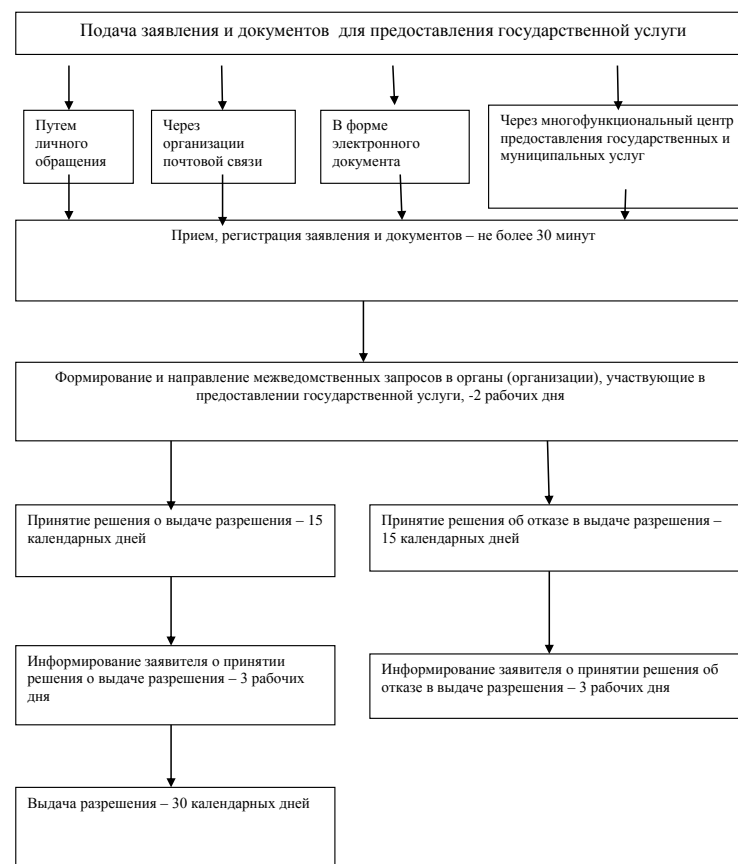 Подача заявления и документов для предоставления государственной услуги
Путем
личного
обращения
Через
организации
почтовой связи
В форме
электронного
документа
Через многофункциональный центр
предоставления государственных и
муниципальных услуг
Прием, регистрация заявления и документов – не более 30 минут
Формирование и направление межведомственных запросов в органы (организации), участвующие в
предоставлении государственной услуги, -2 рабочих дня
Принятие решения о выдаче разрешения – 15
календарных дней
Принятие решения об отказе в выдаче разрешения –
15 календарных дней
Информирование заявителя о принятии
решения о выдаче разрешения – 3 рабочих
дня
Информирование заявителя о принятии решения об
отказе в выдаче разрешения – 3 рабочих дня
Выдача разрешения – 30 календарных дней